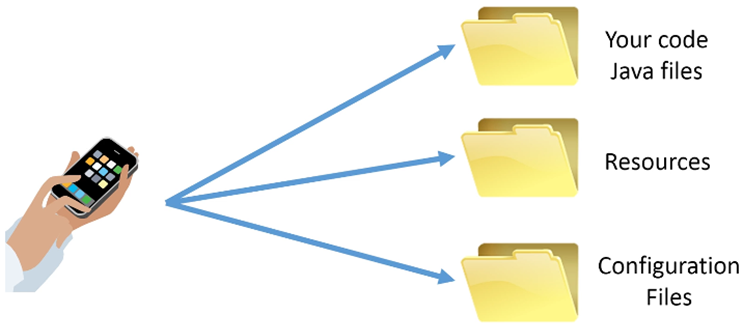 Your code
Java files
Resources
Configuration
Files